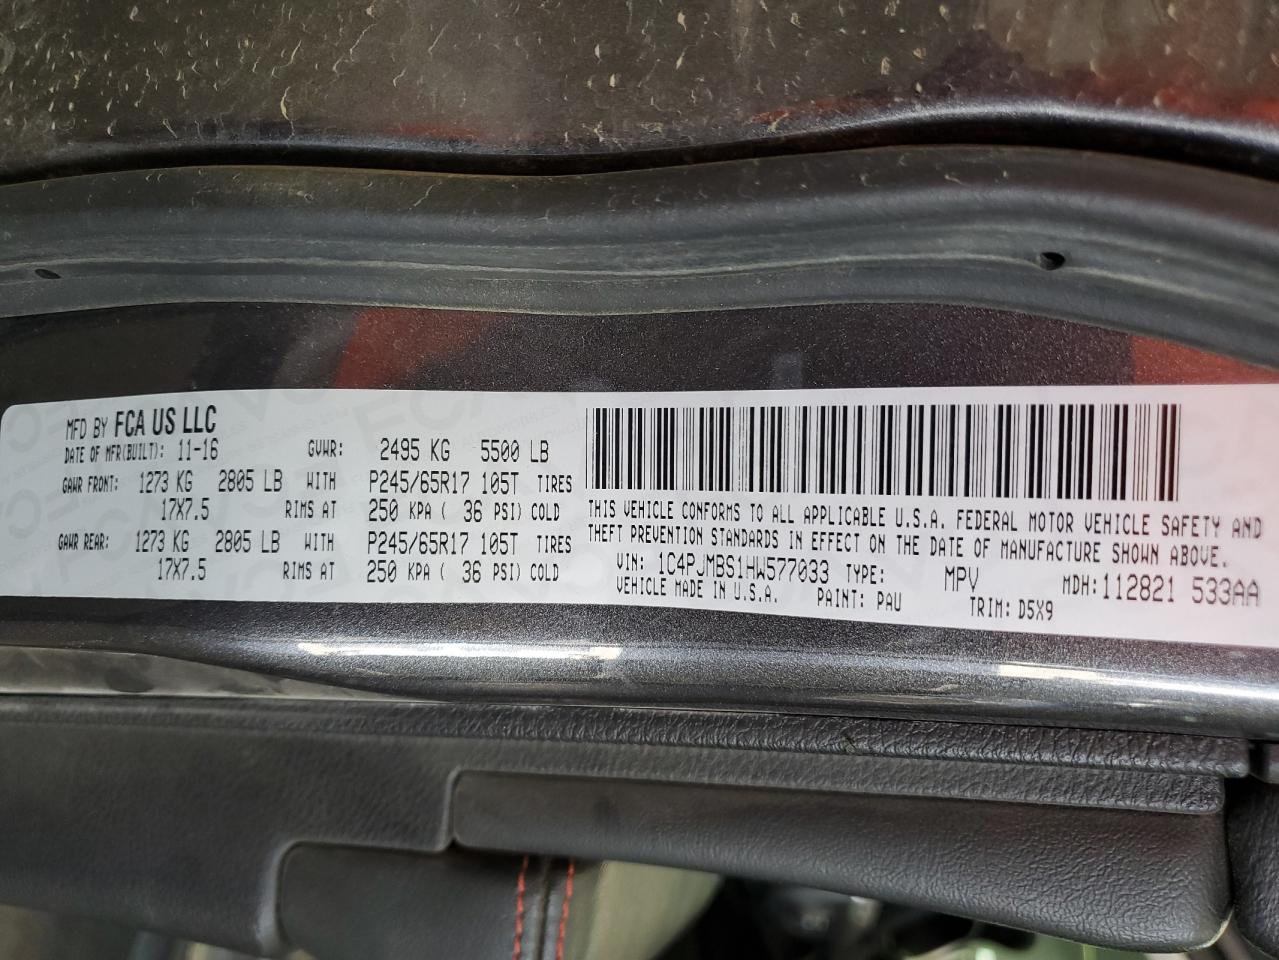 MFD BY FCA US LLC
DATE OF MFR(BUILT): 11-16 GVWR: 2495 KG 5500 LB
GAWR FRONT: 1273 KG 2805 LB WITH P245/65R17 105T TIRES
17X7.5 RIMS AT 250 KPA ( 36 PSI) COLD
GAWR REAR: 1273 KG 2805 LB WITH P245/65R17 105T TIRES
17X7.5 RIMS AT 250 KPA ( 36 PSI) COLD
THIS VEHICLE CONFORMS TO ALL APPLICABLE U.S.A. FEDERAL MOTOR VEHICLE SAFETY AND
THEFT PREVENTION STANDARDS IN EFFECT ON THE DATE OF MANUFACTURE SHOWN ABOVE.
VIN: 1C4PJMBS1HW577033 TYPE: MPV MDH:112821 533AA
VEHICLE MADE IN U.S.A. PAINT: PAU TRIM: D5X9